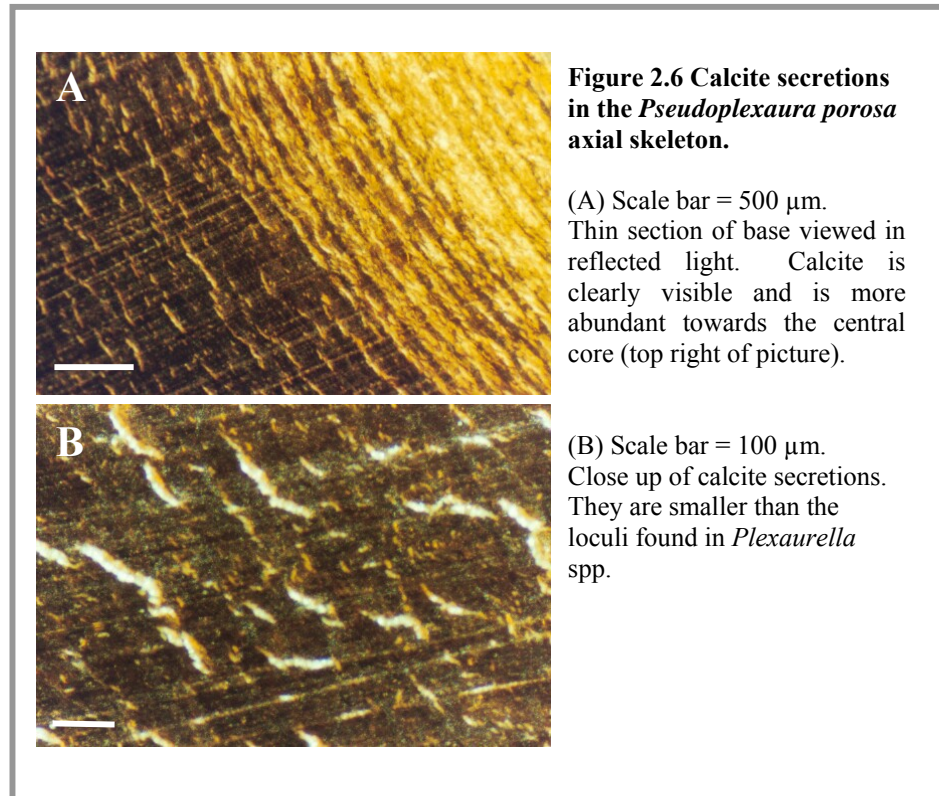 A
Figure 2.6 Calcite secretions
in the Pseudoplexaura porosa
axial skeleton.
(A) Scale bar = 500 µm.
Thin section of base viewed in
reflected light. Calcite is
clearly visible and is more
abundant towards the central
core (top right of picture).
B
(B) Scale bar = 100 µm.
Close up of calcite secretions.
They are smaller than the
loculi found in Plexaurella
spp.